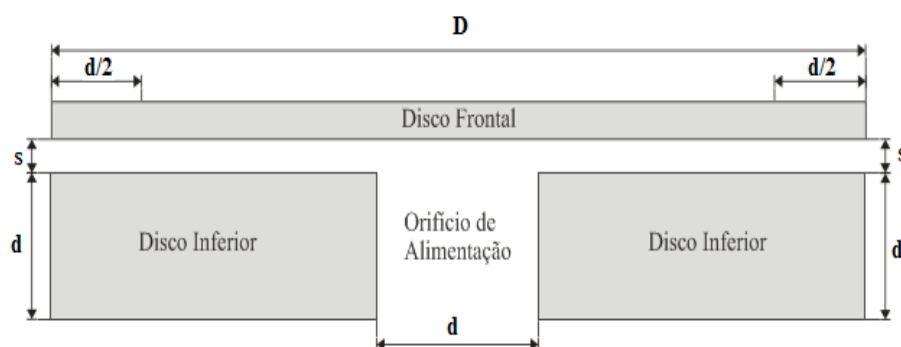 D
d/2
d/2
Disco Frontal
s
s
d
Disco Inferior
Orifício de
Alimentação
Disco Inferior
d
d